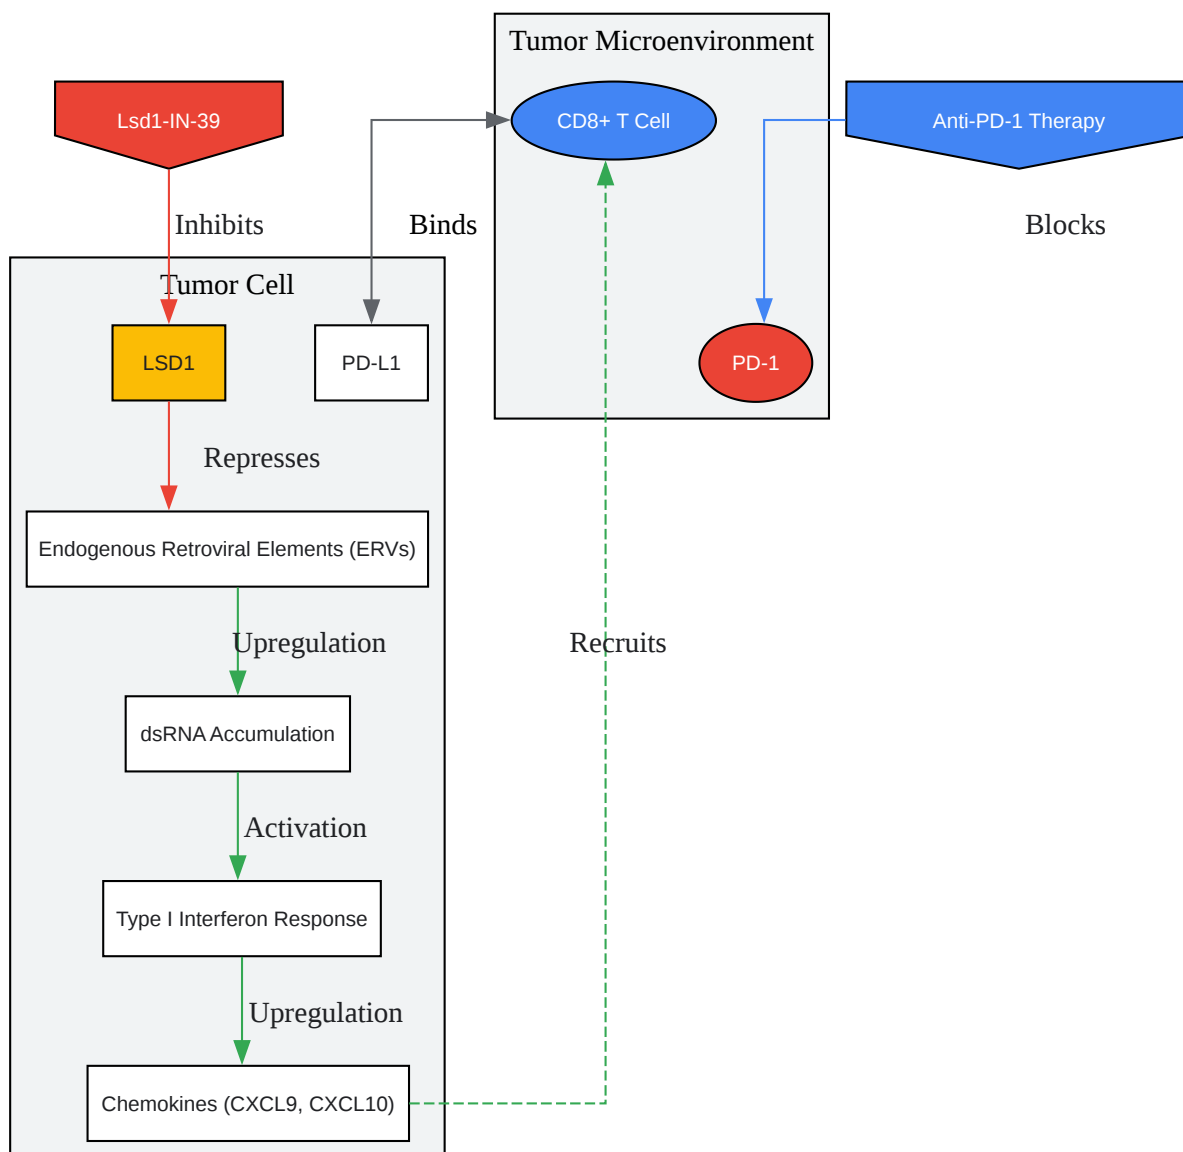 Tumor Microenvironment
Lsd1-IN-39
CD8+ T Cell
Anti-PD-1 Therapy
Inhibits
Binds
Blocks
Tumor Cell
LSD1
PD-L1
PD-1
Represses
Endogenous Retroviral Elements (ERVs)
Upregulation
Recruits
dsRNA Accumulation
Activation
Type I Interferon Response
Upregulation
Chemokines (CXCL9, CXCL10)